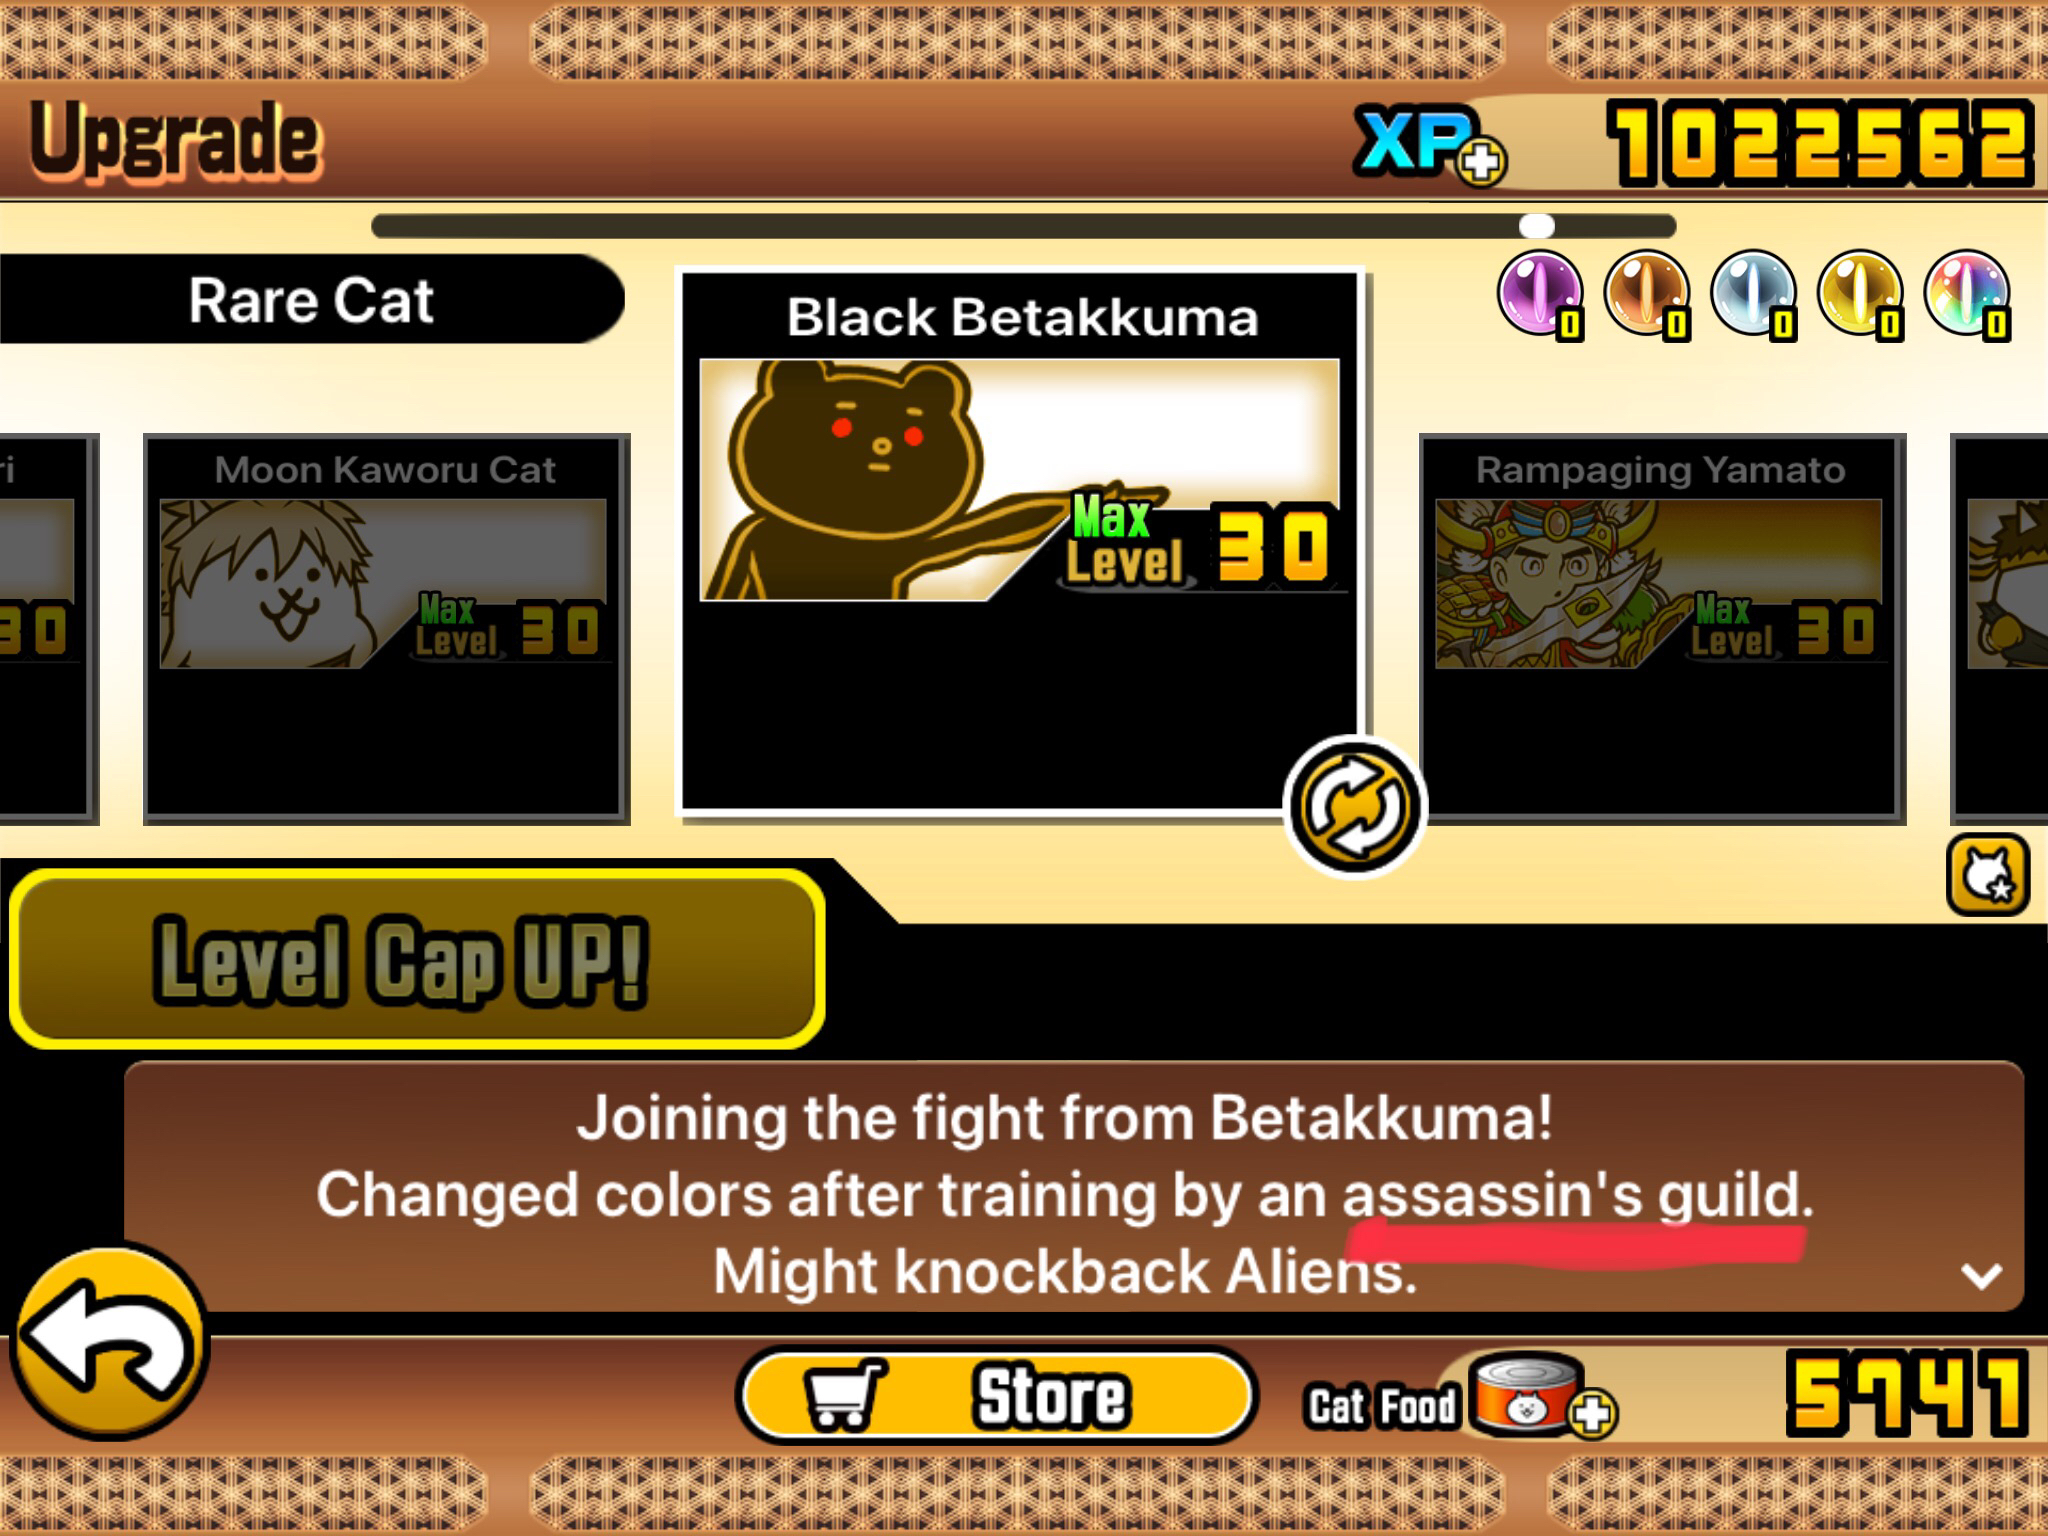 Upgrade
XP
1022562
Rare Cat
0
0
0
0
0
ri
30
Moon Kaworu Cat
Max
Level 30
Black Betakkuma
Max
Level 30
Rampaging Yamato
Max
Level 30
Level Cap UP!
Joining the fight from Betakkuma!
Changed colors after training by an assassin's guild.
Might knockback Aliens.
Store
Cat Food
5741